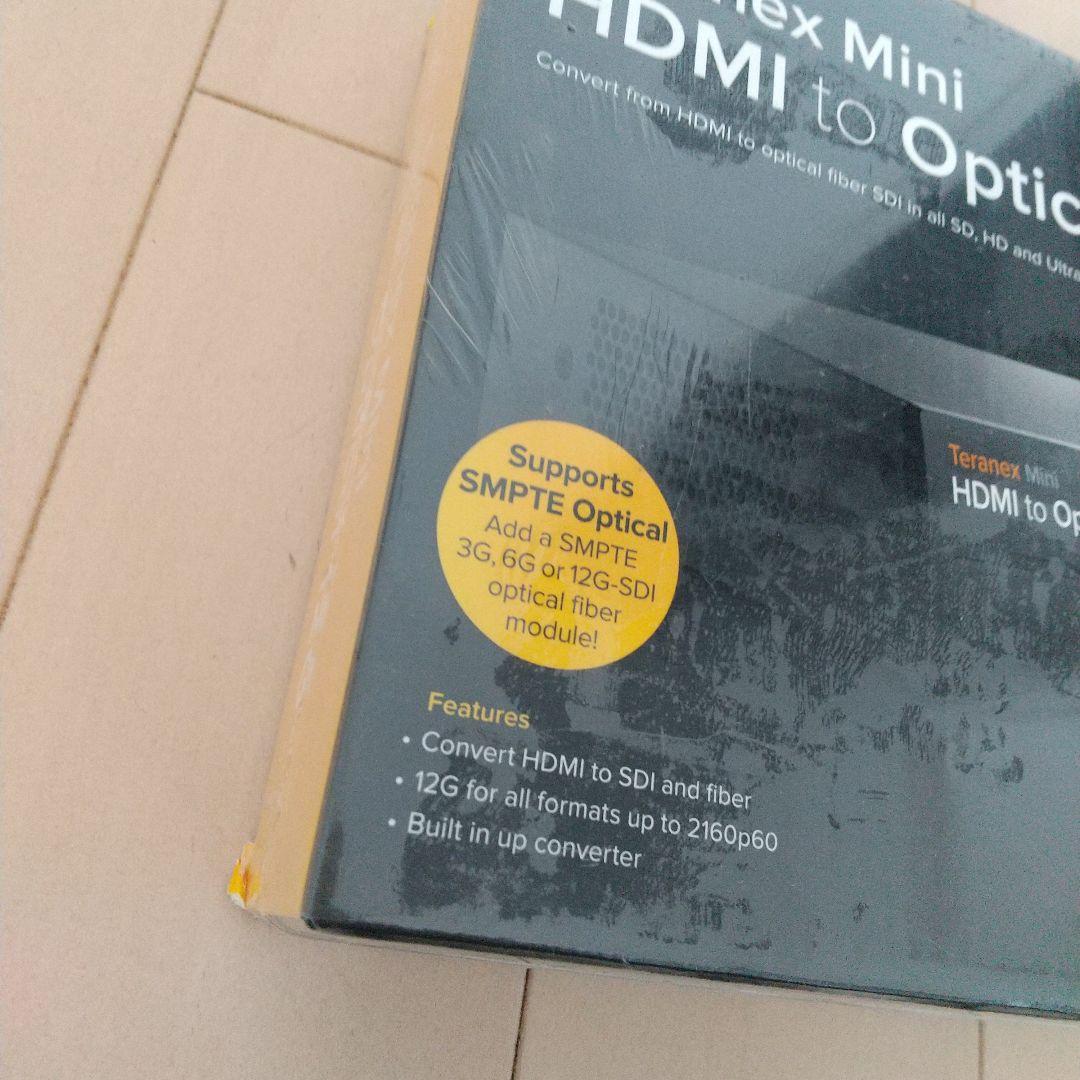 Mini
HDMI to Optic
Convert from HDMI to optical fiber SDI in all SD, HD and Ultra
Teranex Mini
HDMI to Op
Supports
SMPTE Optical
Add a SMPTE
3G, 6G or 12G-SDI
optical fiber
module!
Features
• Convert HDMI to SDI and fiber
• 12G for all formats up to 2160p60
• Built in up converter